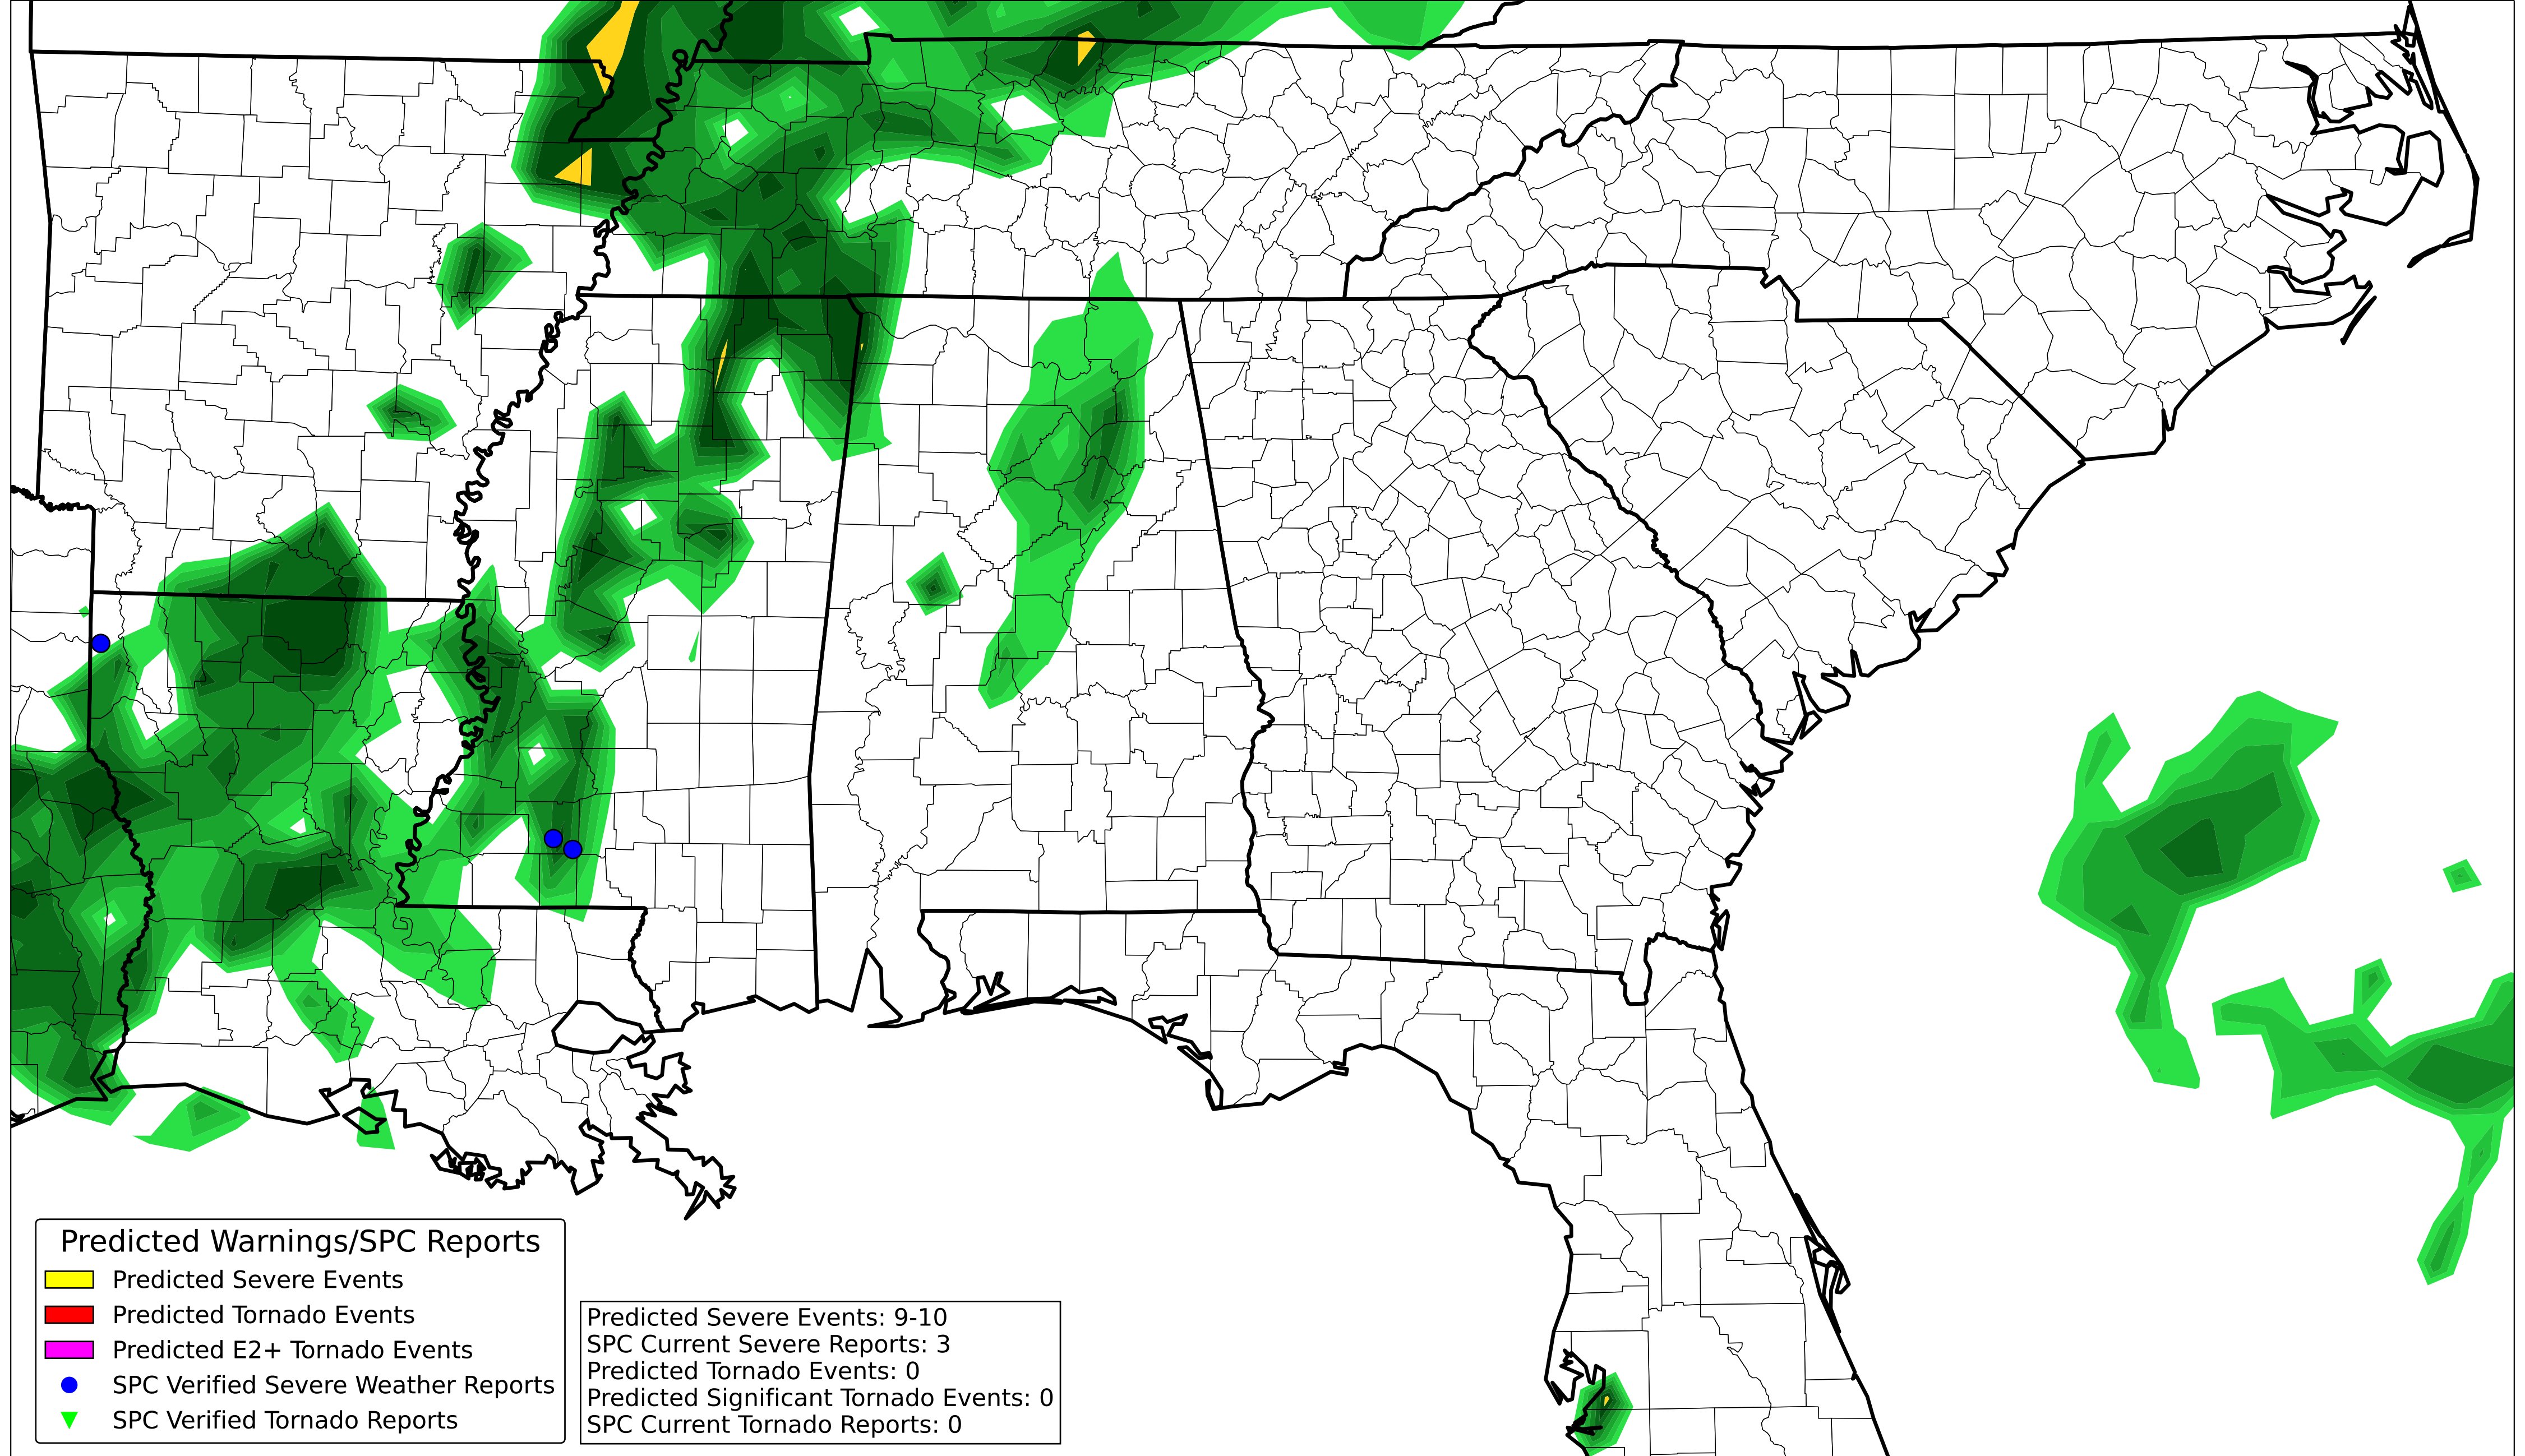 Predicted Warnings/SPC Reports
Predicted Severe Events
Predicted Tornado Events
Predicted E2+ Tornado Events
SPC Verified Severe Weather Reports
SPC Verified Tornado Reports
Predicted Severe Events: 9-10
SPC Current Severe Reports: 3
Predicted Tornado Events: 0
Predicted Significant Tornado Events: 0
SPC Current Tornado Reports: 0